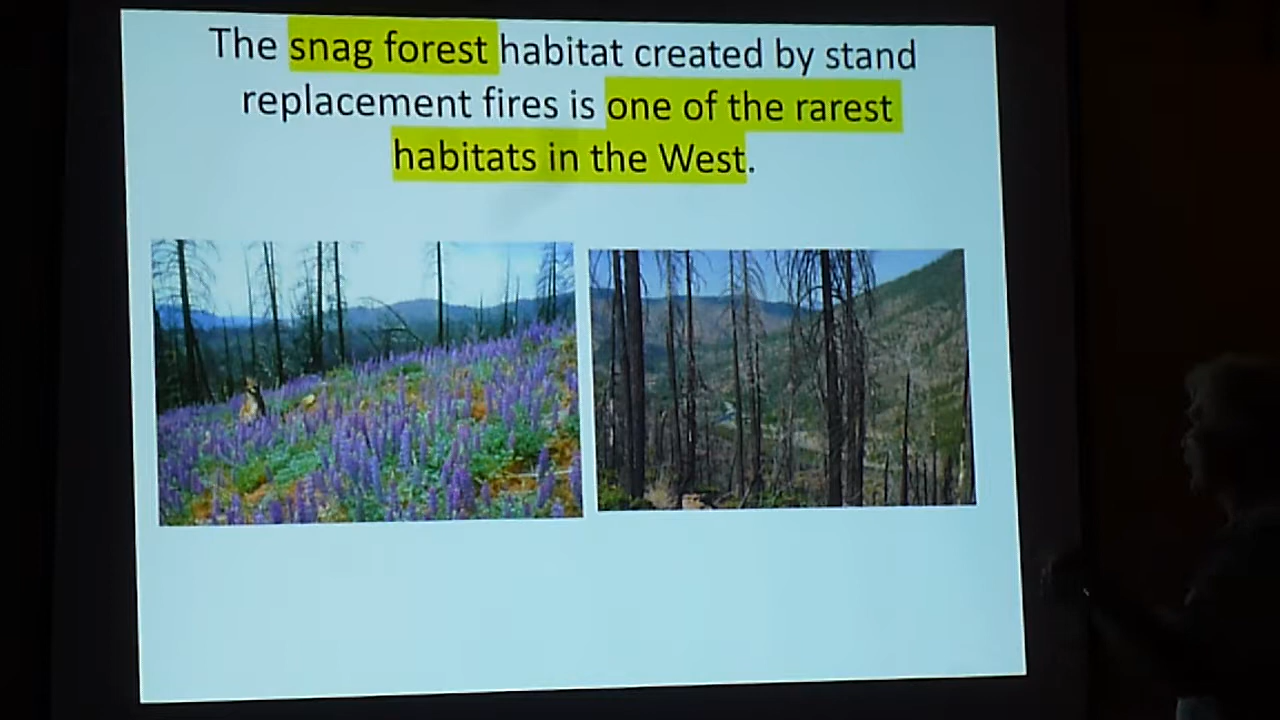 The snag forest habitat created by stand
replacement fires is one of the rarest
habitats in the West.